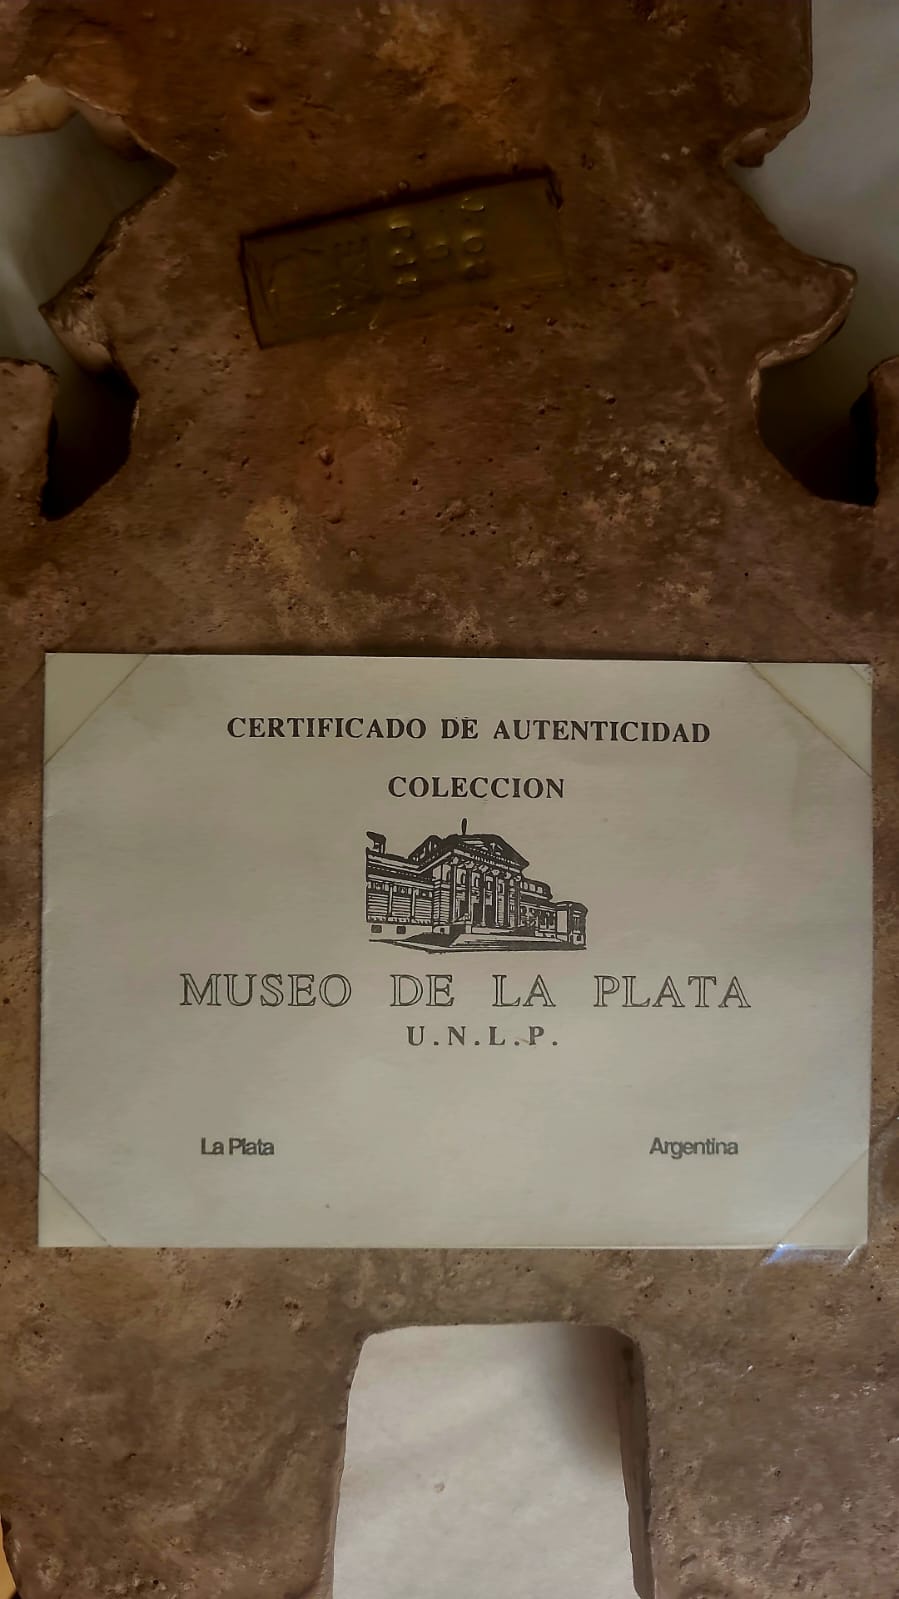 CERTIFICADO DE AUTENTICIDAD
COLECCION
MUSEO DE LA PLATA
U.N.L.P.
La Plata
Argentina